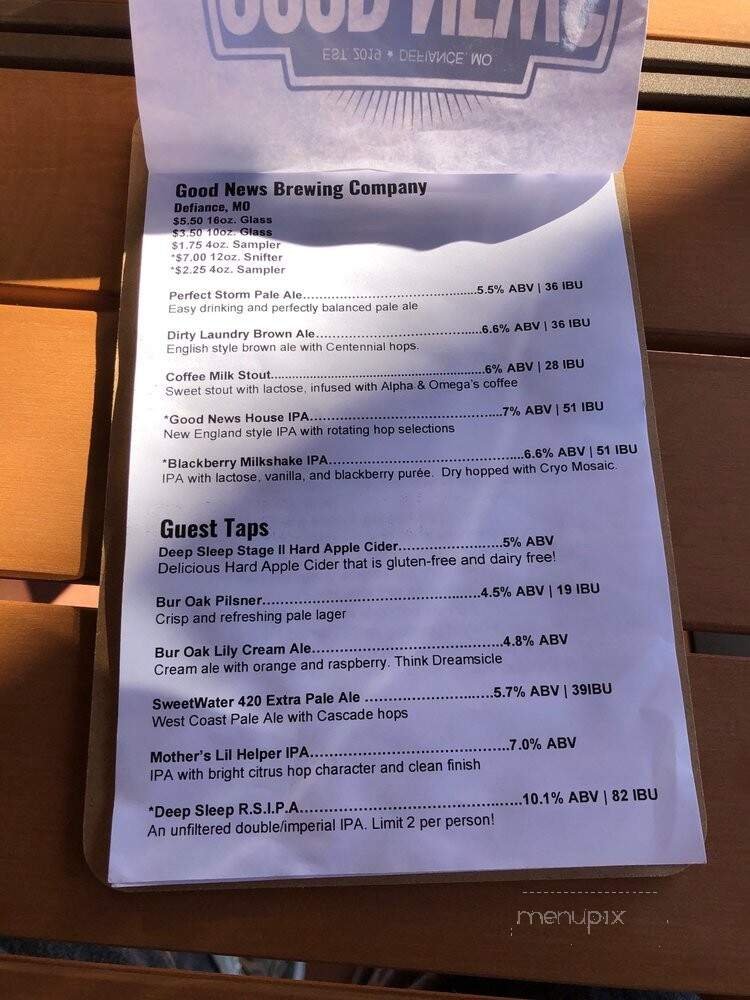 GOOD NEWS
EST 2019 ★ DEFIANCE, MO
Good News Brewing Company
Defiance, MO
$5.50 16oz. Glass
$3.50 10oz. Glass
$1.75 4oz. Sampler
*$7.00 12oz. Snifter
*$2.25 4oz. Sampler
Perfect Storm Pale Ale..........5.5% ABV | 36 IBU
Easy drinking and perfectly balanced pale ale
Dirty Laundry Brown Ale..........6.6% ABV | 36 IBU
English style brown ale with Centennial hops.
Coffee Milk Stout..........6% ABV | 28 IBU
Sweet stout with lactose, infused with Alpha & Omega's coffee
*Good News House IPA..........7% ABV | 51 IBU
New England style IPA with rotating hop selections
*Blackberry Milkshake IPA..........6.6% ABV | 51 IBU
IPA with lactose, vanilla, and blackberry purée. Dry hopped with Cryo Mosaic.
Guest Taps
Deep Sleep Stage II Hard Apple Cider..........5% ABV
Delicious Hard Apple Cider that is gluten-free and dairy free!
Bur Oak Pilsner..........4.5% ABV | 19 IBU
Crisp and refreshing pale lager
Bur Oak Lily Cream Ale..........4.8% ABV
Cream ale with orange and raspberry. Think Dreamsicle
SweetWater 420 Extra Pale Ale ..........5.7% ABV | 39IBU
West Coast Pale Ale with Cascade hops
Mother's Lil Helper IPA..........7.0% ABV
IPA with bright citrus hop character and clean finish
*Deep Sleep R.S.I.P.A..........10.1% ABV | 82 IBU
An unfiltered double/imperial IPA. Limit 2 per person!
menupix